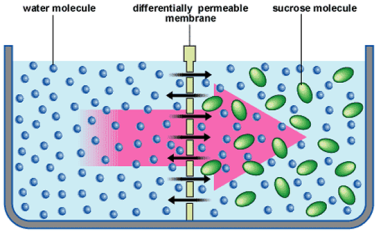 water molecule
differentially permeable
membrane
sucrose molecule